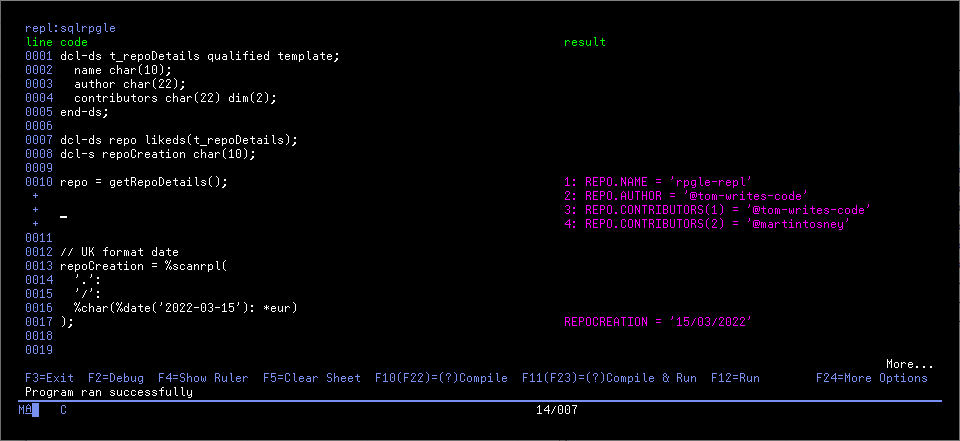 repl:sqlrpgle
line code result
0001 dcl-ds t_repoDetails qualified template;
0002   name char(10);
0003   author char(22);
0004   contributors char(22) dim(2);
0005 end-ds;
0006
0007 dcl-ds repo likeds(t_repoDetails);
0008 dcl-s repoCreation char(10);
0009
0010 repo = getRepoDetails(); 1: REPO.NAME = 'rpgle-repl'
+ 2: REPO.AUTHOR = '@tom-writes-code'
+ _ 3: REPO.CONTRIBUTORS(1) = '@tom-writes-code'
+ 4: REPO.CONTRIBUTORS(2) = '@martintosney'
0011
0012 // UK format date
0013 repoCreation = %scanrpl(
0014   '.':
0015   '/':
0016   %char(%date('2022-03-15'): *eur)
0017 ); REPOCREATION = '15/03/2022'
0018
0019
More...
F3=Exit F2=Debug F4=Show Ruler F5=Clear Sheet F10(F22)=(?)Compile F11(F23)=(?)Compile & Run F12=Run F24=More Options
Program ran successfully
MA C 14/007